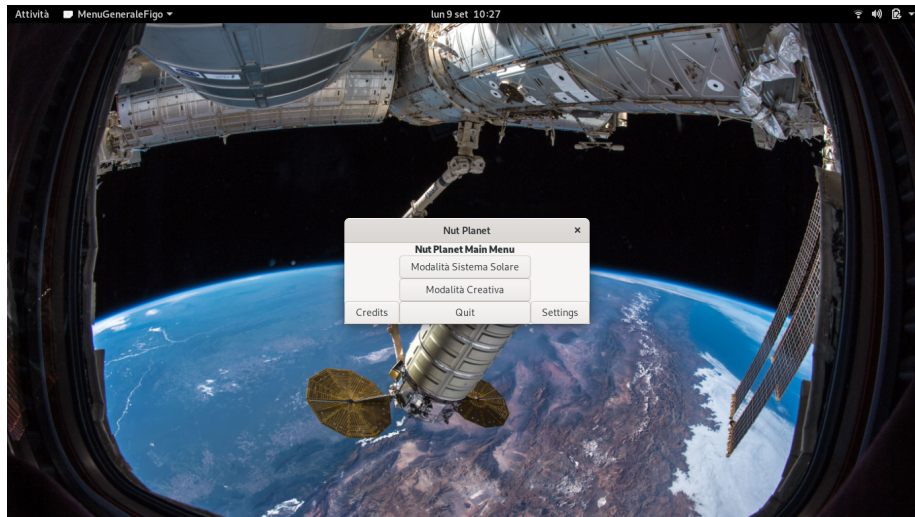 Attività MenuGeneraleFigo lun 9 set 10:27
Nut Planet
Nut Planet Main Menu
Modalità Sistema Solare
Modalità Creativa
Credits Quit Settings